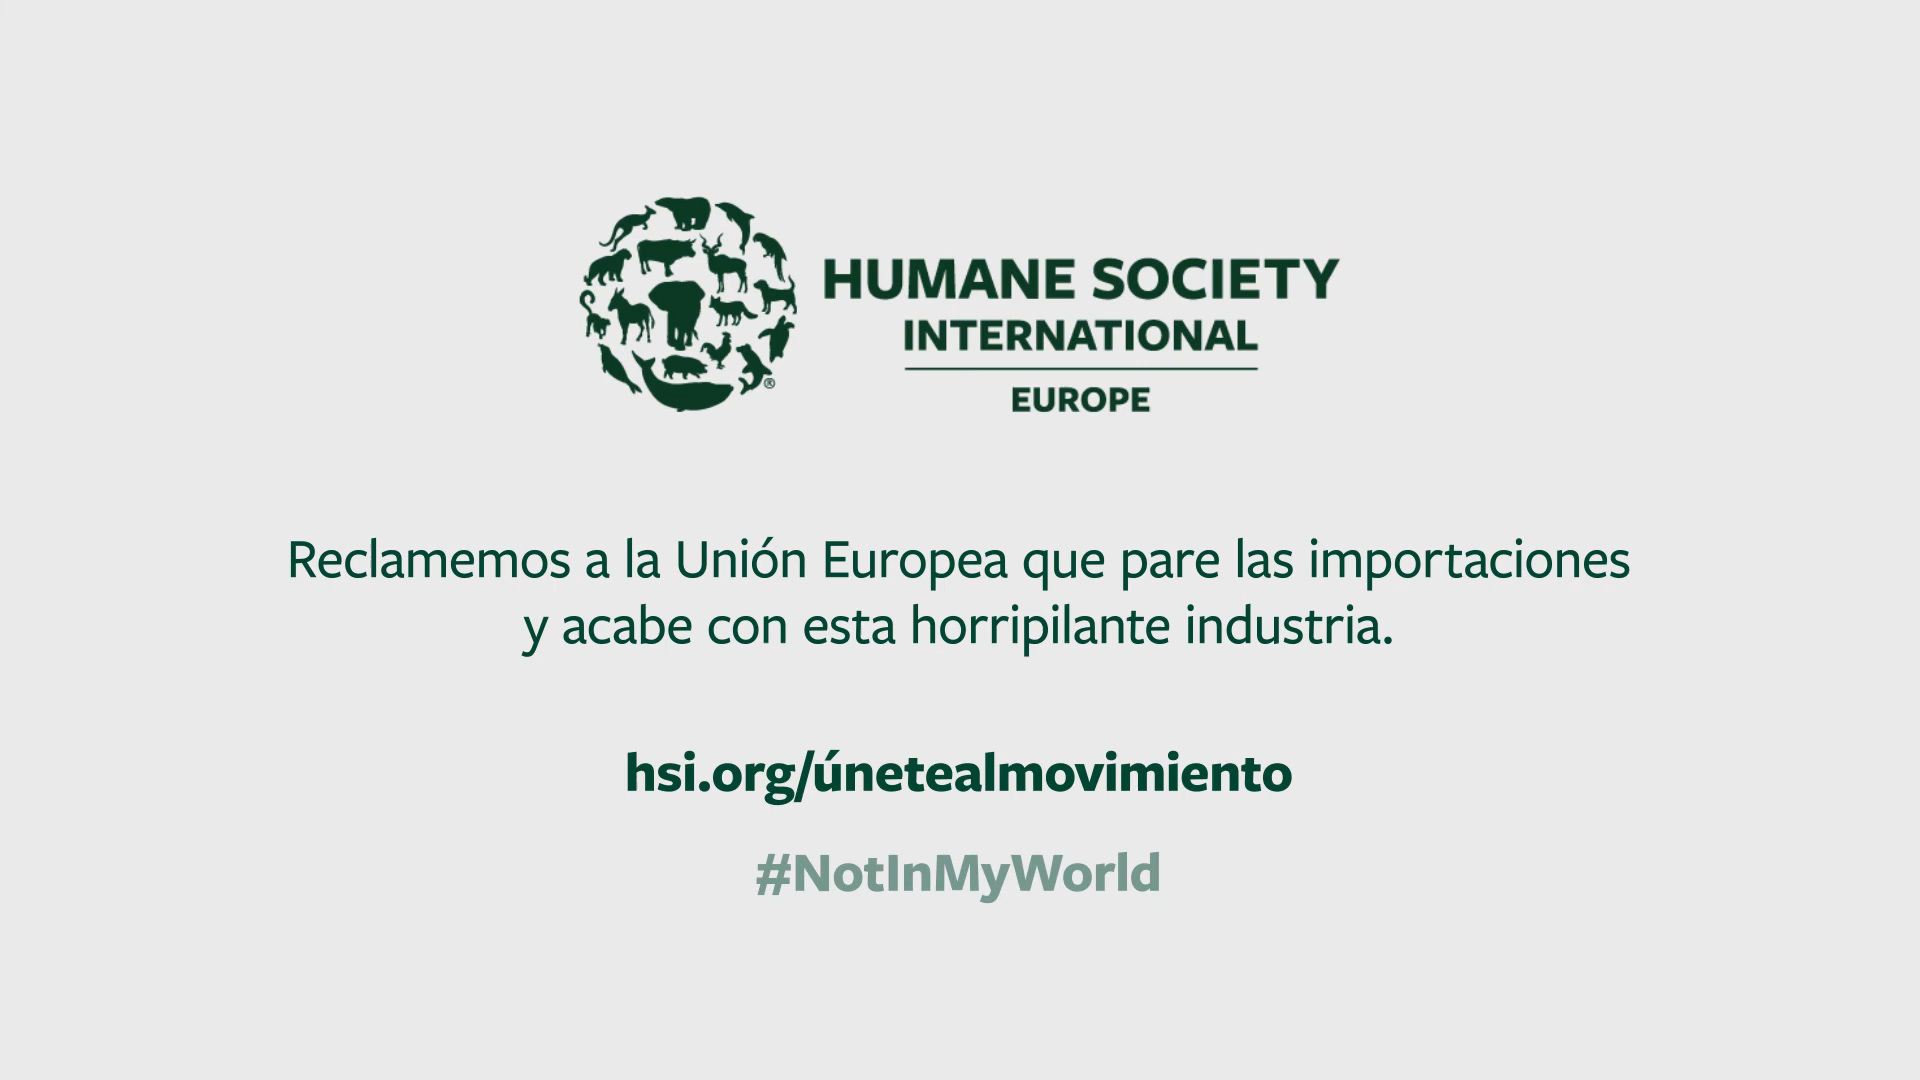 HUMANE SOCIETY
INTERNATIONAL
EUROPE
®
Reclamemos a la Unión Europea que pare las importaciones
y acabe con esta horripilante industria.
hsi.org/únetealmovimiento
#NotInMyWorld